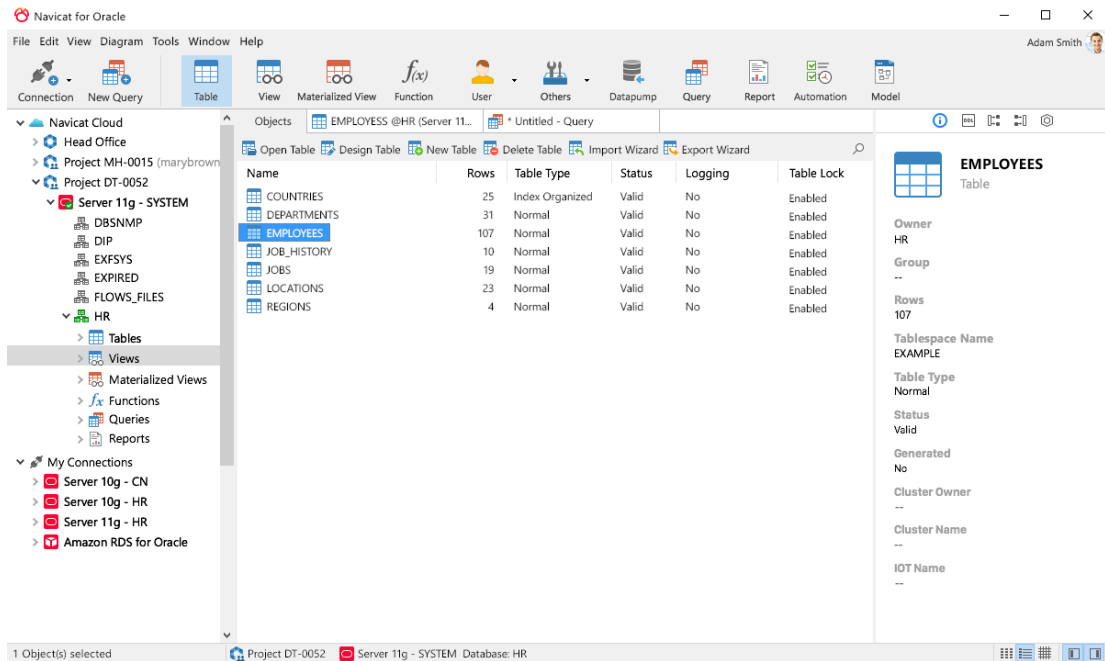 Navicat for Oracle
File Edit View Diagram Tools Window Help
Adam Smith
Connection New Query Table View Materialized View Function User Others Datapump Query Report Automation Model
Navicat Cloud
Head Office
Project MH-0015 (marybrown
Project DT-0052
Server 11g - SYSTEM
DBSNMP
DIP
EXFSYS
EXPIRED
FLOWS_FILES
HR
Tables
Views
Materialized Views
Functions
Queries
Reports
My Connections
Server 10g - CN
Server 10g - HR
Server 11g - HR
Amazon RDS for Oracle
Objects EMPLOYESS @HR (Server 11... * Untitled - Query
Open Table Design Table New Table Delete Table Import Wizard Export Wizard
Name Rows Table Type Status Logging Table Lock
COUNTRIES 25 Index Organized Valid No Enabled
DEPARTMENTS 31 Normal Valid No Enabled
EMPLOYEES 107 Normal Valid No Enabled
JOB_HISTORY 10 Normal Valid No Enabled
JOBS 19 Normal Valid No Enabled
LOCATIONS 23 Normal Valid No Enabled
REGIONS 4 Normal Valid No Enabled
DDL
EMPLOYEES
Table
Owner
HR
Group
--
Rows
107
Tablespace Name
EXAMPLE
Table Type
Normal
Status
Valid
Generated
No
Cluster Owner
--
Cluster Name
--
IOT Name
--
1 Object(s) selected
Project DT-0052 Server 11g - SYSTEM Database: HR